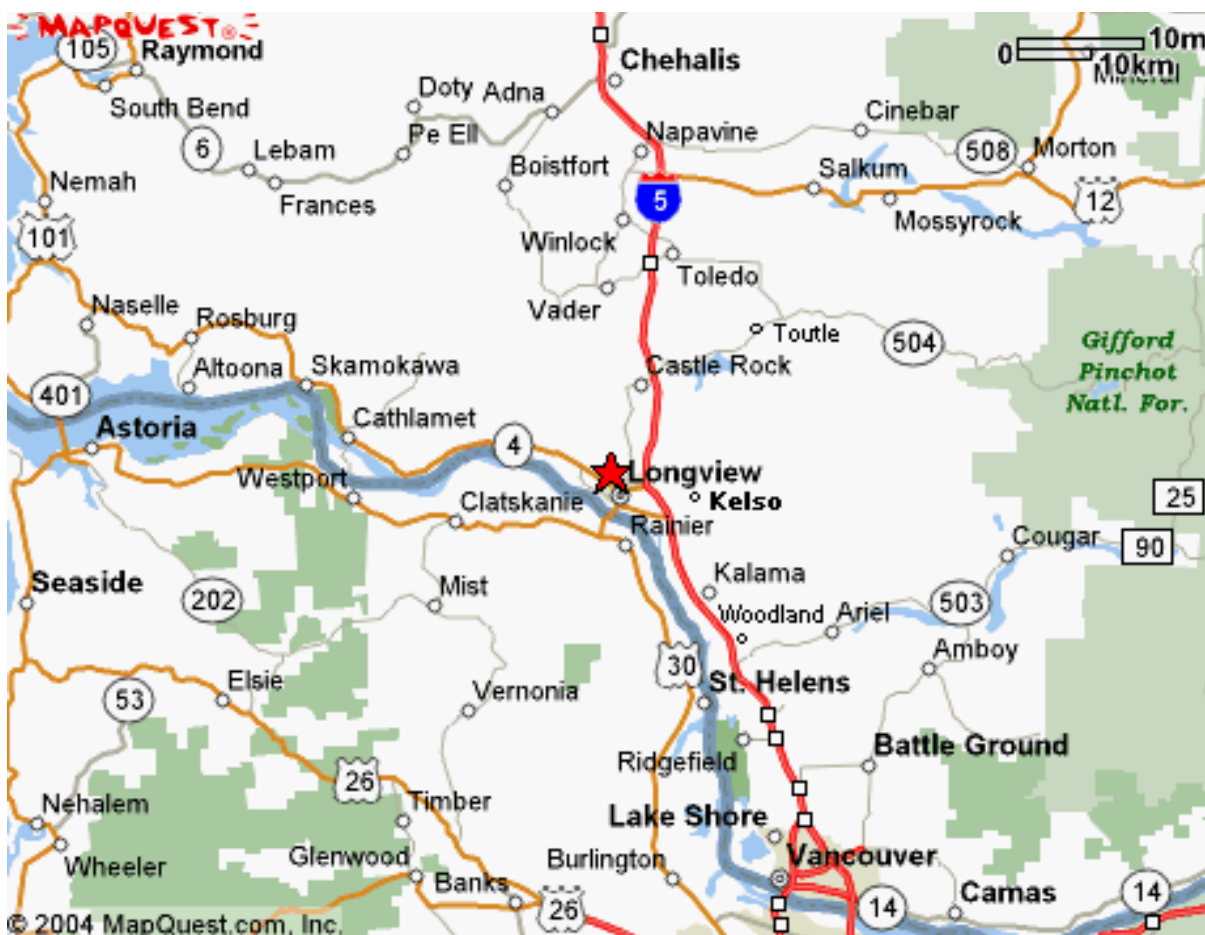 MAPQUEST®
105
Raymond
Chehalis
0 10m
10km
Mineral
South Bend
Doty
Adna
Cinebar
6
Pe Ell
Napavine
508
Lebam
Boistfort
Morton
Nemah
Frances
Salkum
5
Mossyrock
12
101
Winlock
Toledo
Naselle
Vader
Rosburg
Toutle
504
Gifford
Pinchot
Natl. For.
Altoona
Skamokawa
Castle Rock
401
Astoria
Cathlamet
4
Longview
Westport
Clatskanie
Kelso
25
Rainier
Cougar
90
Seaside
202
Mist
Kalama
Woodland
Ariel
503
Amboy
30
St. Helens
53
Elsie
Vernonia
Ridgefield
Battle Ground
26
Nehalem
Timber
Lake Shore
Wheeler
Glenwood
Burlington
Vancouver
Banks
26
14
Camas
14
© 2004 MapQuest.com, Inc.